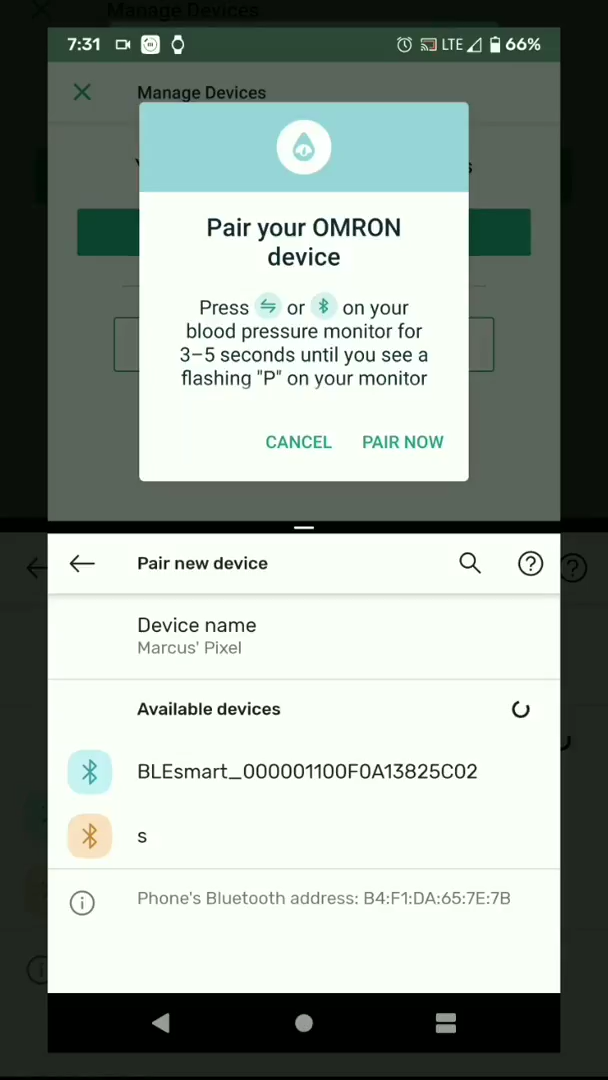 Manage Devices
7:31 LTE 66%
Manage Devices
Pair your OMRON
device
Press or on your
blood pressure monitor for
3–5 seconds until you see a
flashing "P" on your monitor
CANCEL PAIR NOW
Pair new device
Device name
Marcus' Pixel
Available devices
BLEsmart_000001100F0A13825C02
s
Phone's Bluetooth address: B4:F1:DA:65:7E:7B